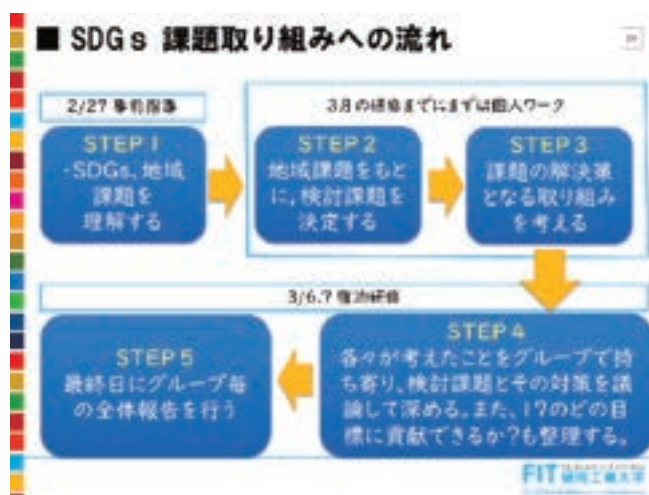 ■ SDGs 課題取り組みへの流れ
2/27 事前指導
3.8の研修までにまずは個人ワーク
STEP 1
・SDGs、地域
課題を
理解する
STEP 2
地域課題をもと
に,検討課題を
決定する
STEP 3
課題の解決策
となる取り組み
を考える
3/6.7 宿泊研修
STEP 4
各々が考えたことをグループで持
ち寄り、検討課題とその対策を議
論して深める。また、17のどの目
標に貢献できるか?も整理する。
STEP 5
最終日にグループ毎
の全体報告を行う
FIT 福岡工業大学